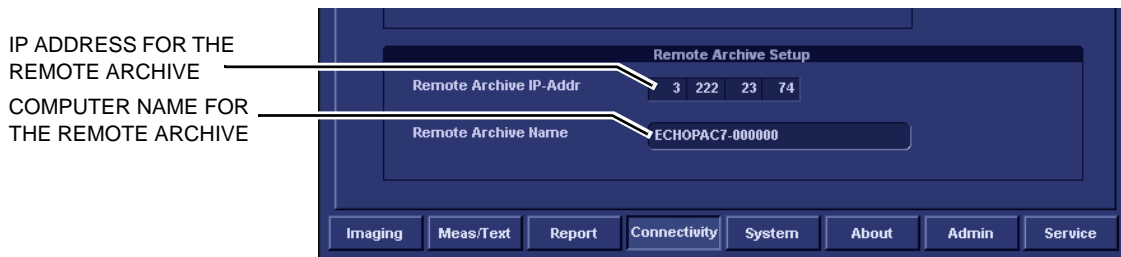 IP ADDRESS FOR THE
REMOTE ARCHIVE
COMPUTER NAME FOR
THE REMOTE ARCHIVE
Remote Archive Setup
Remote Archive IP-Addr 3 222 23 74
Remote Archive Name ECHOPAC7-000000
Imaging Meas/Text Report Connectivity System About Admin Service